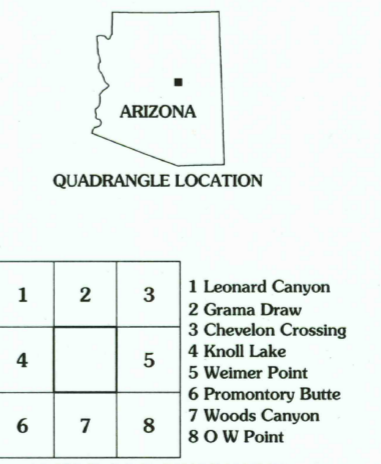 ARIZONA
QUADRANGLE LOCATION
1 2 3
4 5
6 7 8
1 Leonard Canyon
2 Grama Draw
3 Chevelon Crossing
4 Knoll Lake
5 Weimer Point
6 Promontory Butte
7 Woods Canyon
8 O W Point